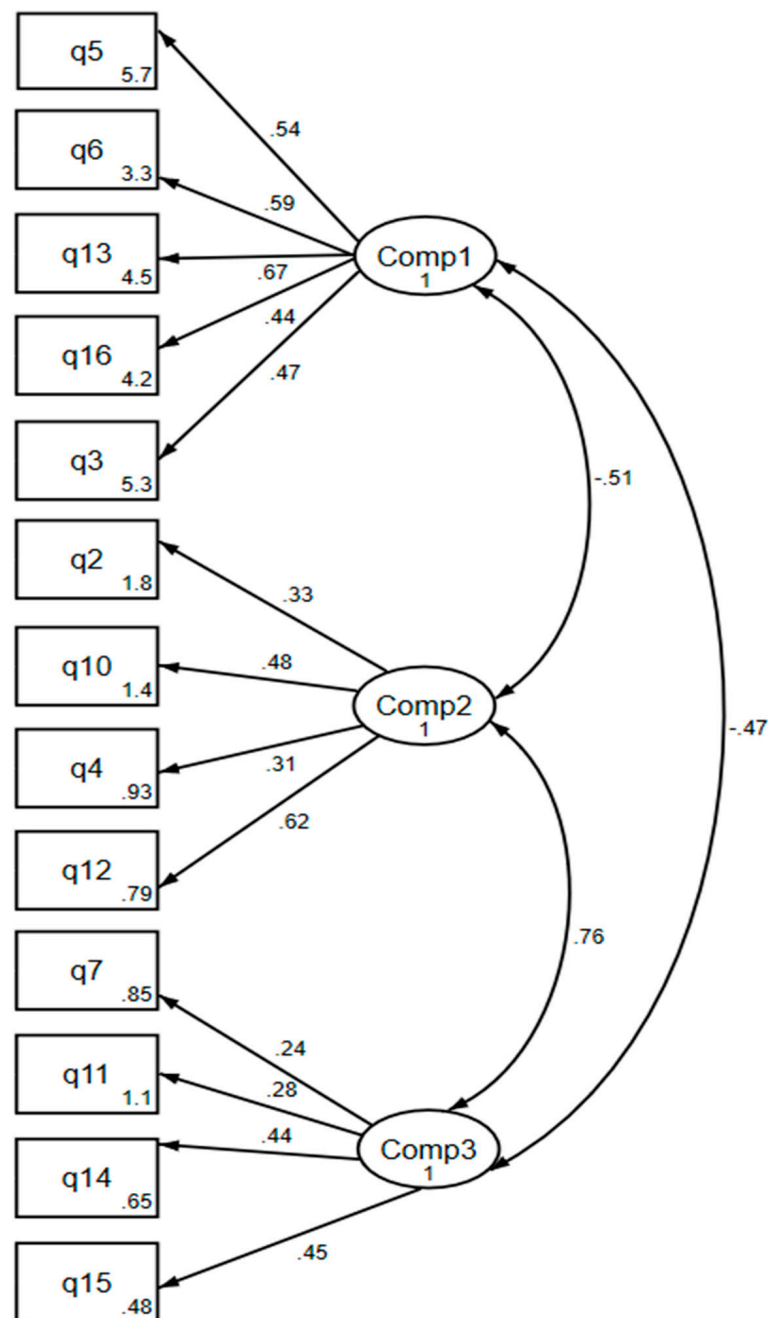 q5
5.7
.54
q6
3.3
.59
q13
4.5
.67
Comp1
1
q16
4.2
.44
.47
q3
5.3
-.51
q2
1.8
.33
q10
1.4
.48
Comp2
1
-.47
q4
.93
.31
q12
.79
.62
q7
.85
.76
.24
q11
1.1
.28
q14
.65
.44
Comp3
1
q15
.48
.45